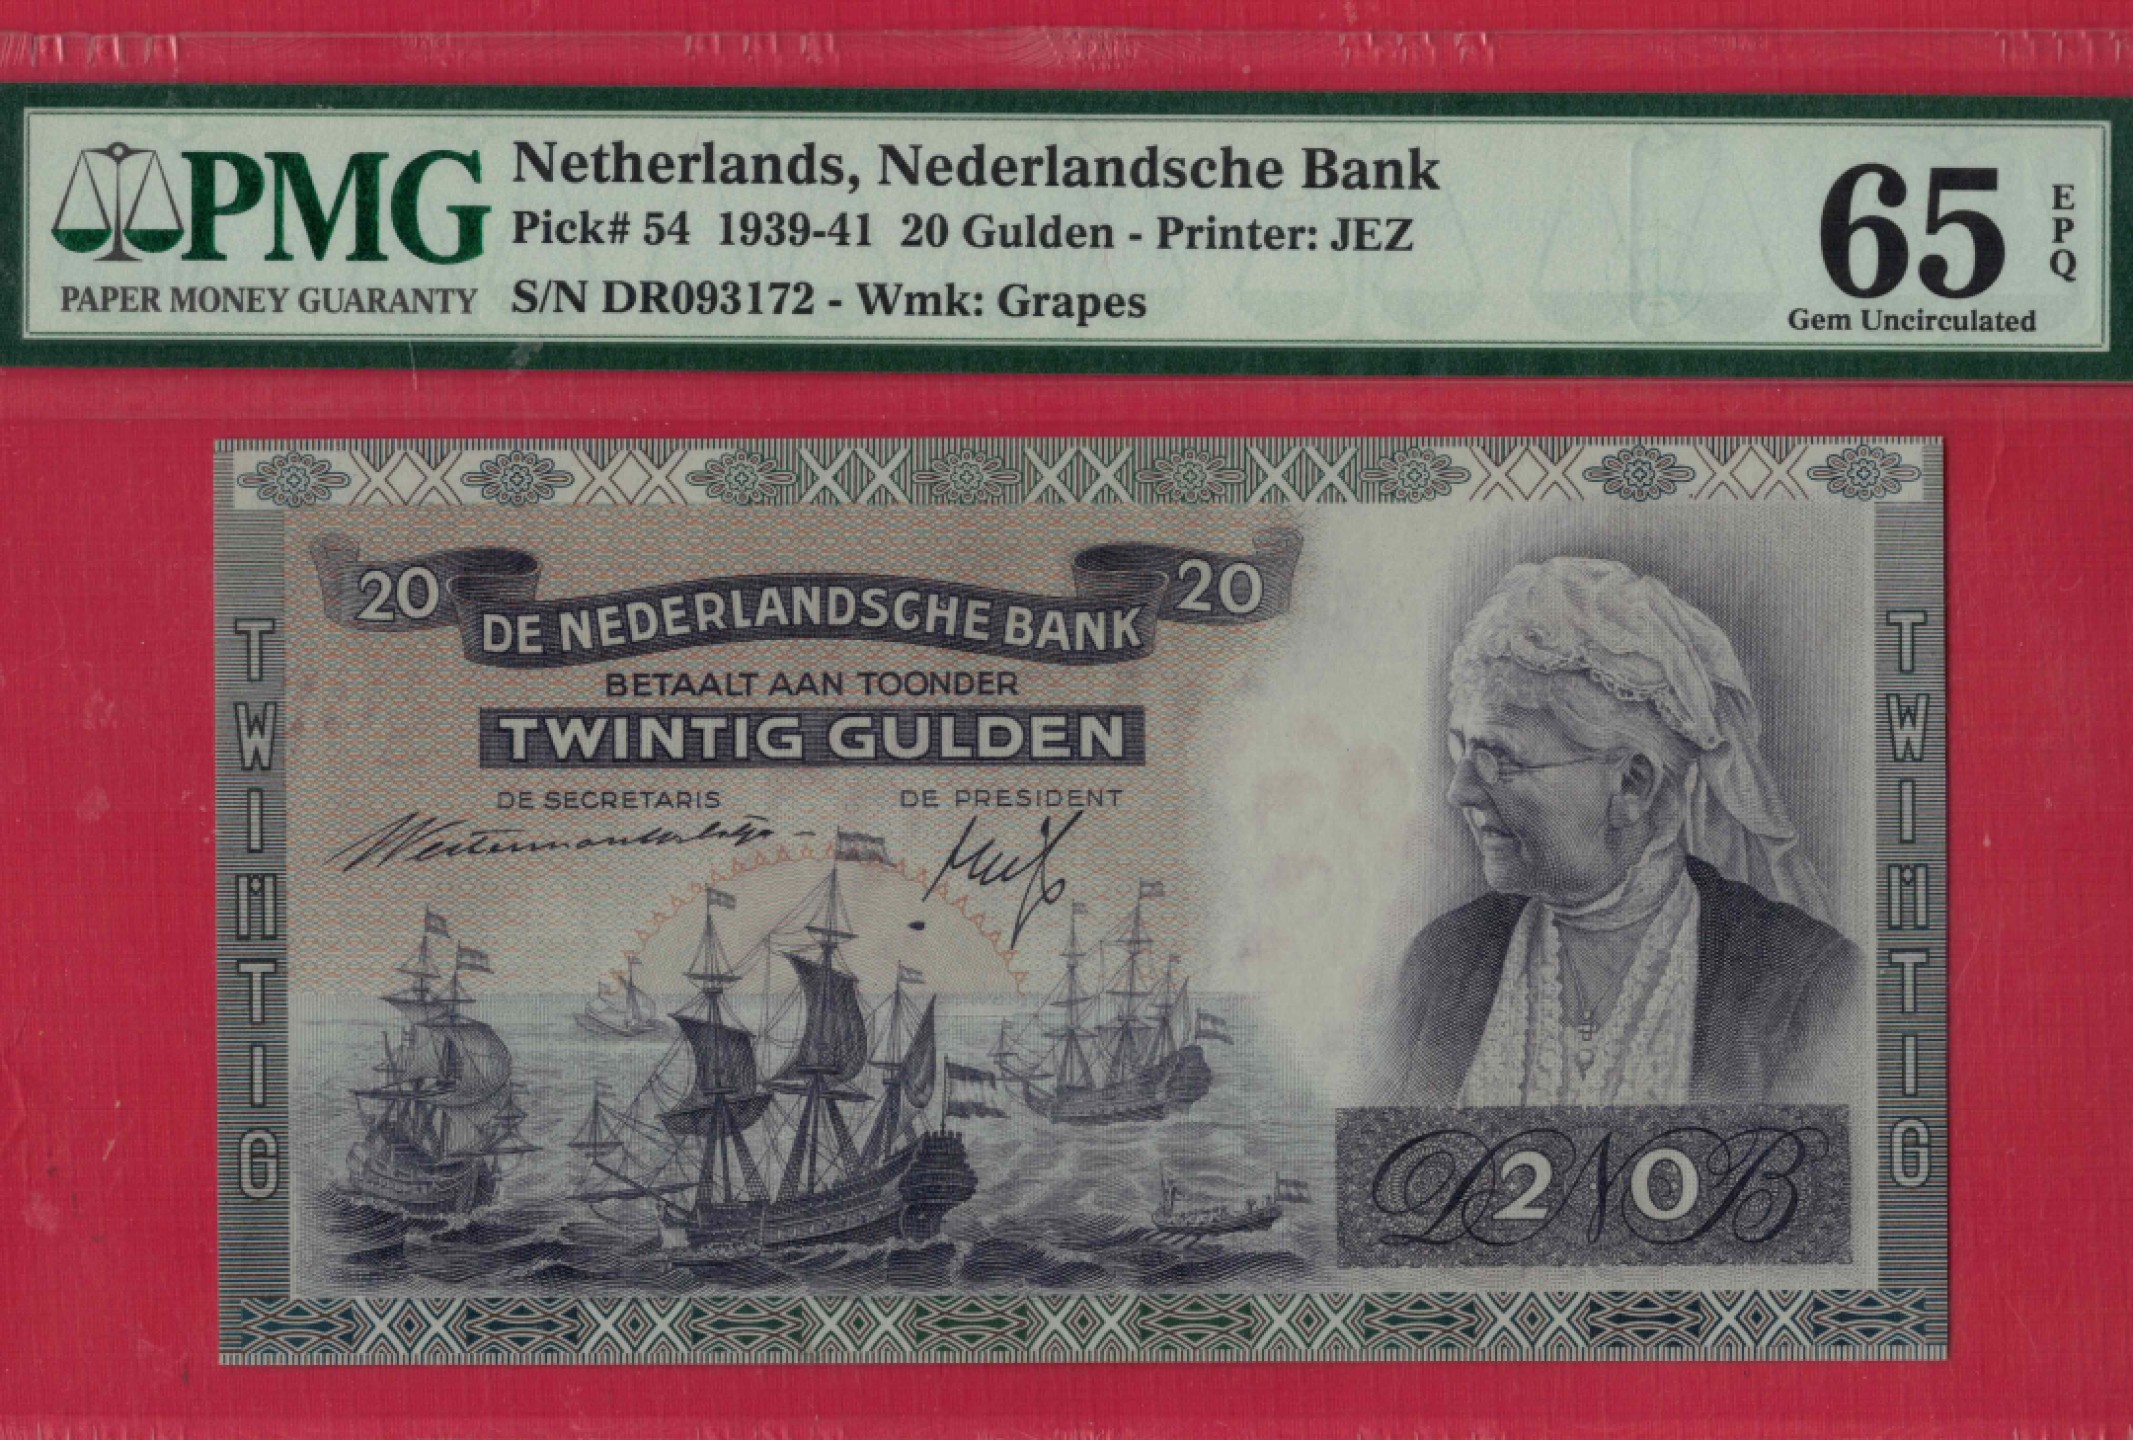 PMG
PAPER MONEY GUARANTY
Netherlands, Nederlandsche Bank
Pick# 54 1939-41 20 Gulden - Printer: JEZ
S/N DR093172 - Wmk: Grapes
65
EPQ
Gem Uncirculated
20 DE NEDERLANDSCHE BANK 20
BETAALT AAN TOONDER
TWINTIG GULDEN
DE SECRETARIS DE PRESIDENT
TWINTIG
TWINTIG
DNB
20